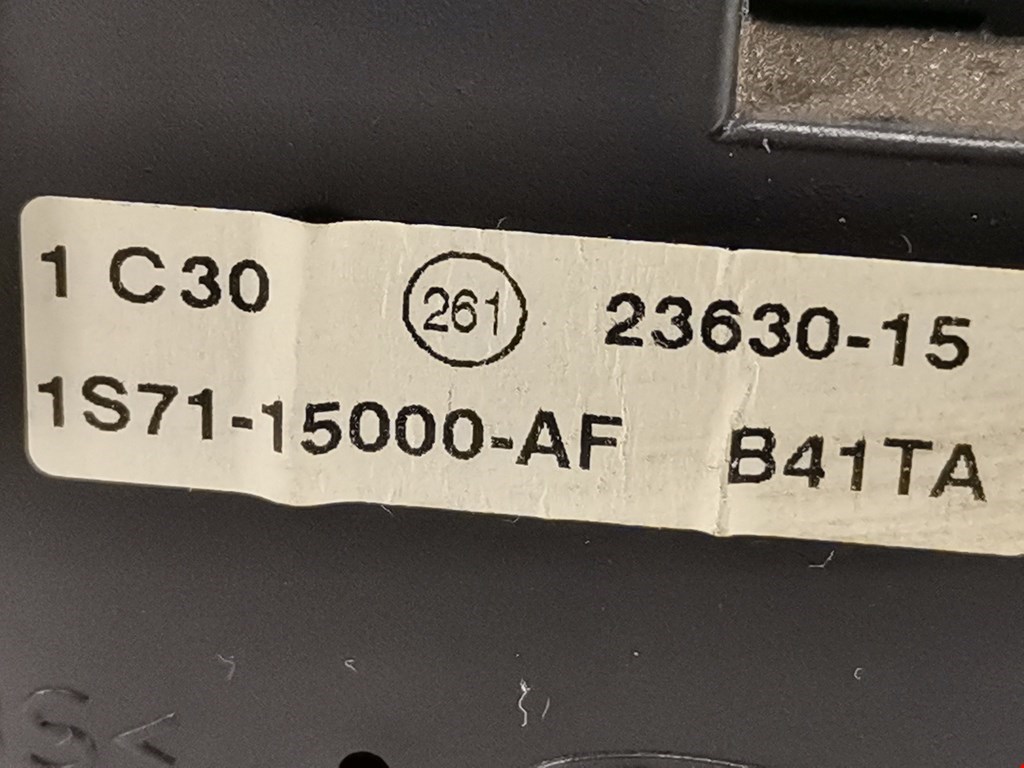 1 C30 261 23630-15
1S71-15000-AF B41TA
S<